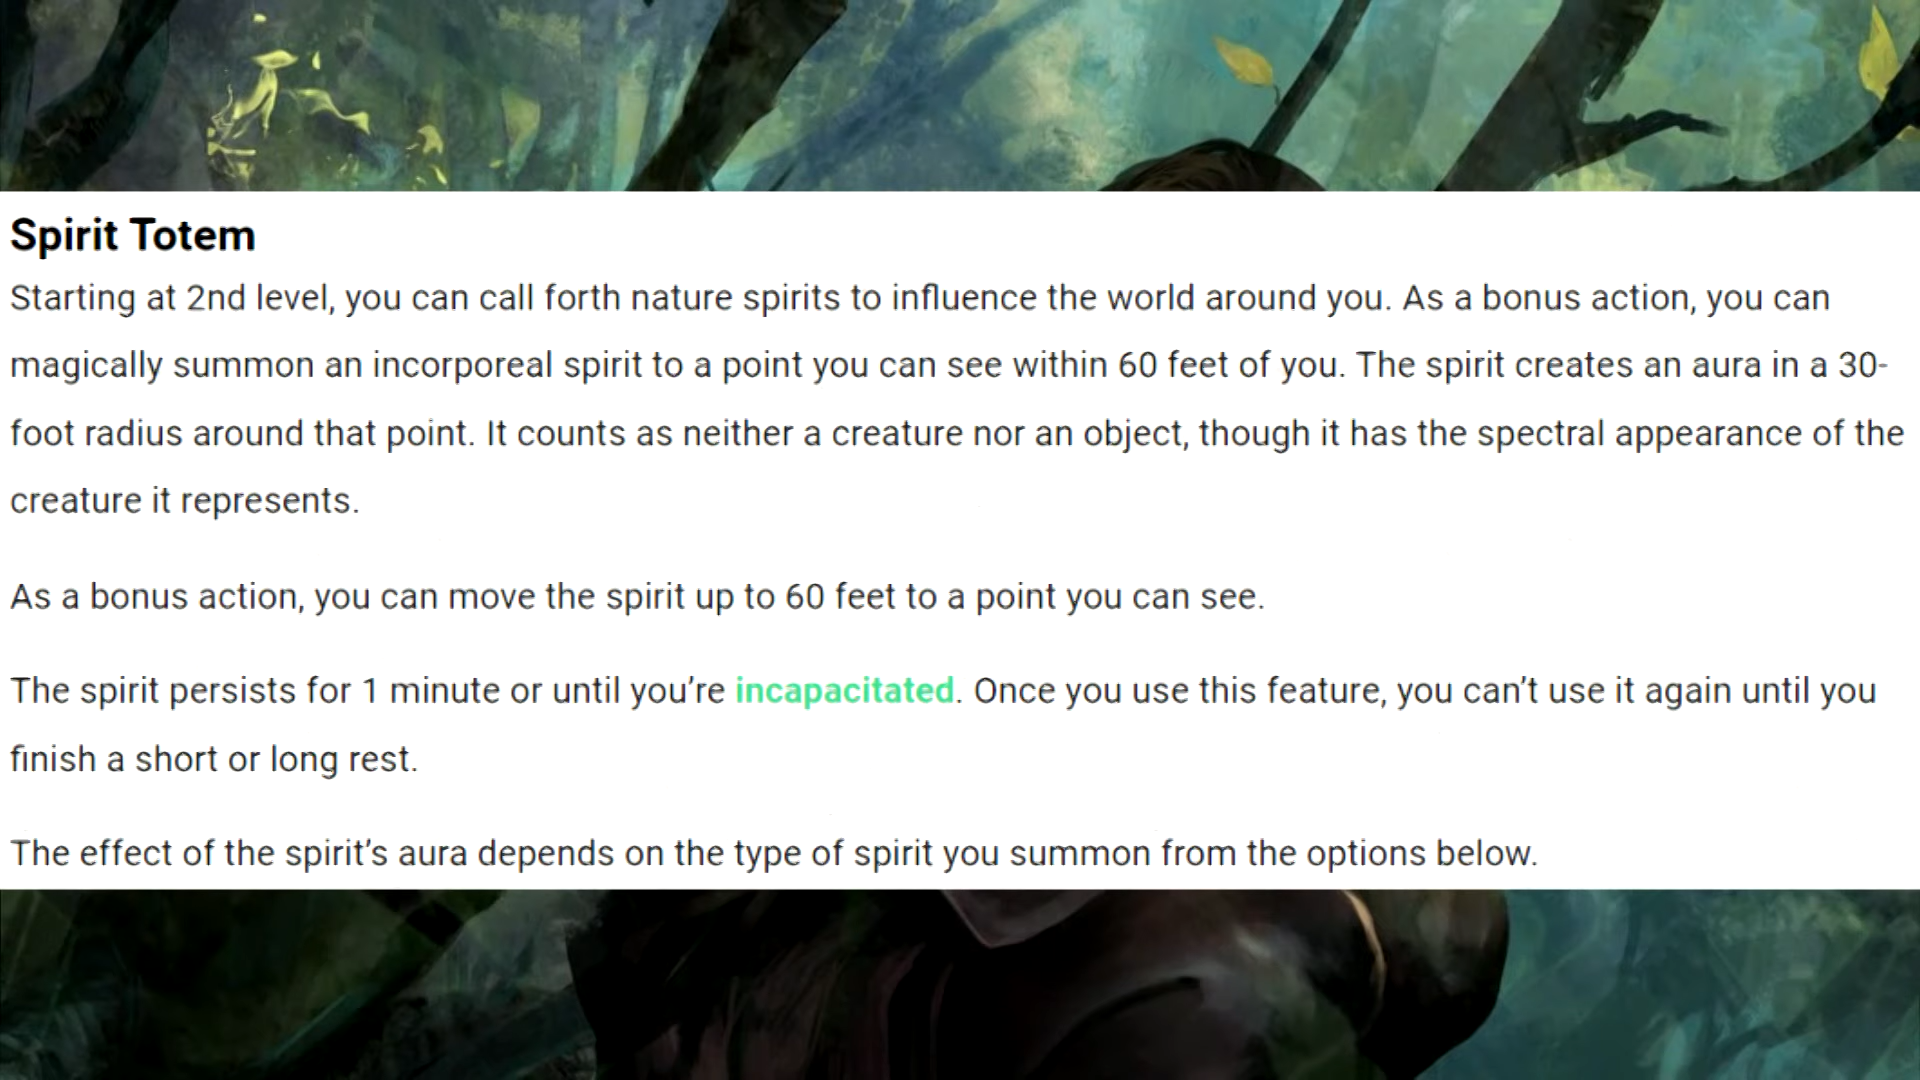 Spirit Totem
Starting at 2nd level, you can call forth nature spirits to influence the world around you. As a bonus action, you can
magically summon an incorporeal spirit to a point you can see within 60 feet of you. The spirit creates an aura in a 30-
foot radius around that point. It counts as neither a creature nor an object, though it has the spectral appearance of the
creature it represents.
As a bonus action, you can move the spirit up to 60 feet to a point you can see.
The spirit persists for 1 minute or until you’re incapacitated. Once you use this feature, you can’t use it again until you
finish a short or long rest.
The effect of the spirit’s aura depends on the type of spirit you summon from the options below.